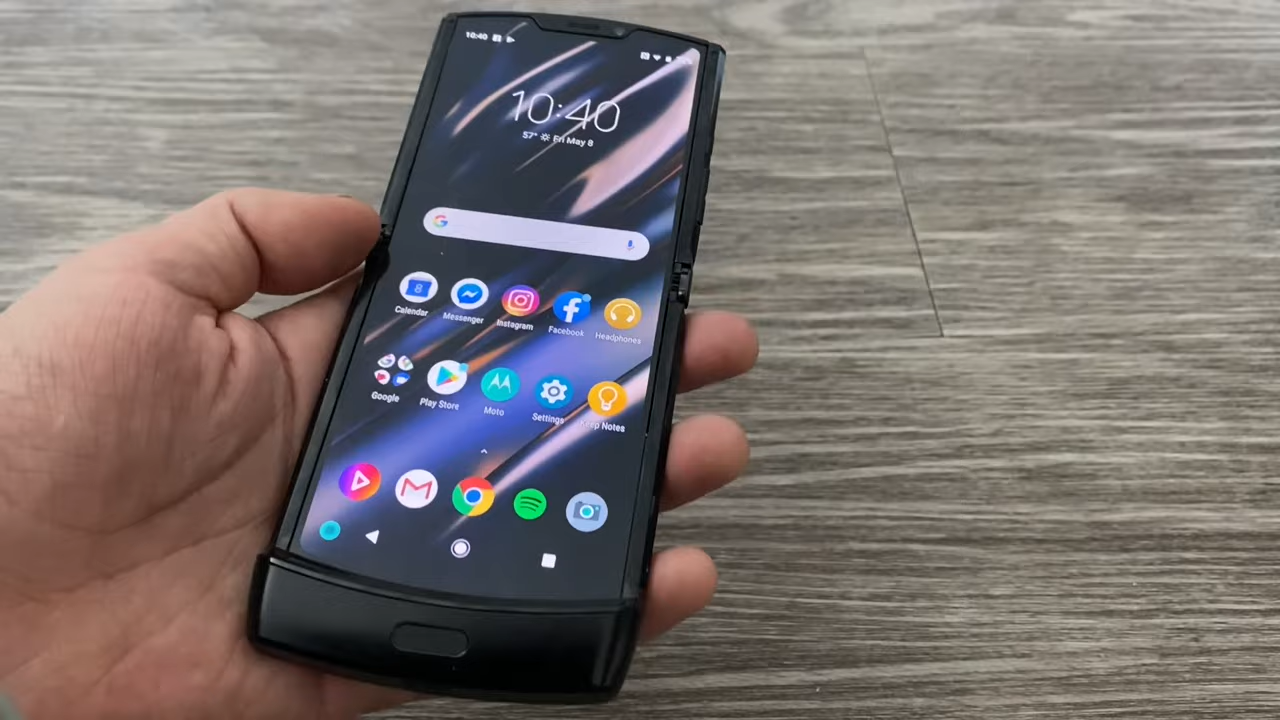 10:40
10:40
57° Fri May 8
G
8
Calendar
Messenger
Instagram
Facebook
Headphones
Google
Play Store
Moto
Settings
Keep Notes